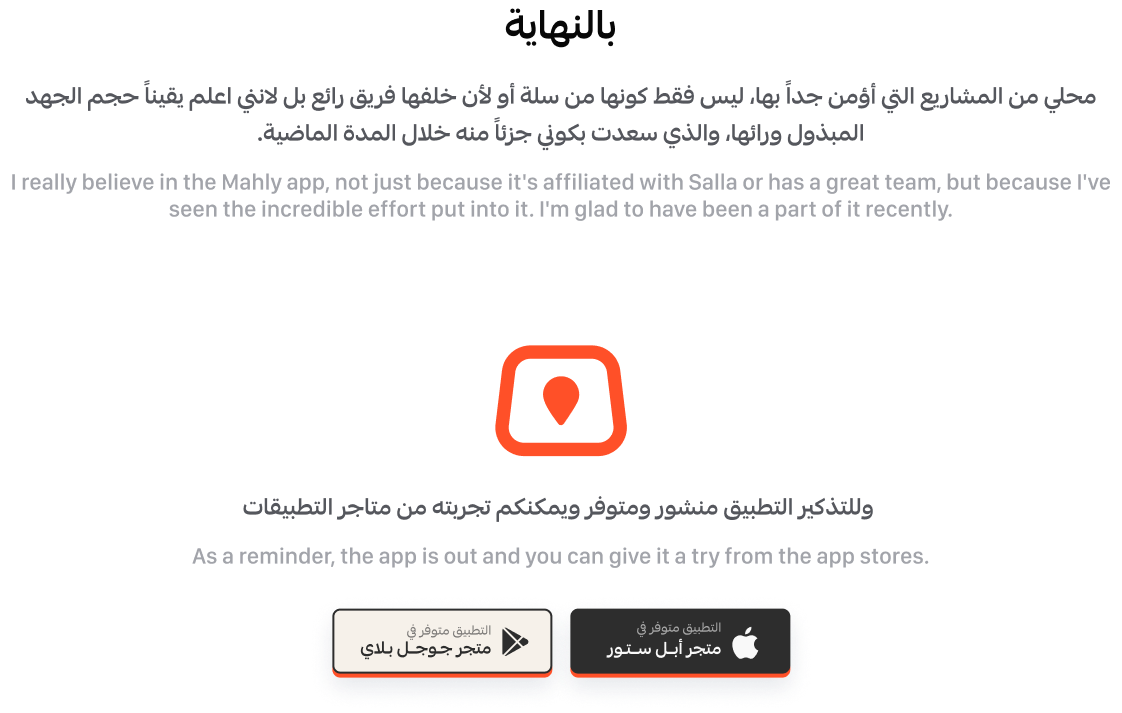 بالنهاية
محلي من المشاريع التي أؤمن جداً بها، ليس فقط كونها من سلة أو لأن خلفها فريق رائع بل لانني اعلم يقيناً حجم الجهد
المبذول ورائها، والذي سعدت بكوني جزئاً منه خلال المدة الماضية.
I really believe in the Mahly app, not just because it's affiliated with Salla or has a great team, but because I've
seen the incredible effort put into it. I'm glad to have been a part of it recently.
وللتذكير التطبيق منشور ومتوفر ويمكنكم تجربته من متاجر التطبيقات
As a reminder, the app is out and you can give it a try from the app stores.
التطبيق متوفر في
متجر أبــل ستــور
التطبيق متوفر في
متجر جـوجــل بـلاي